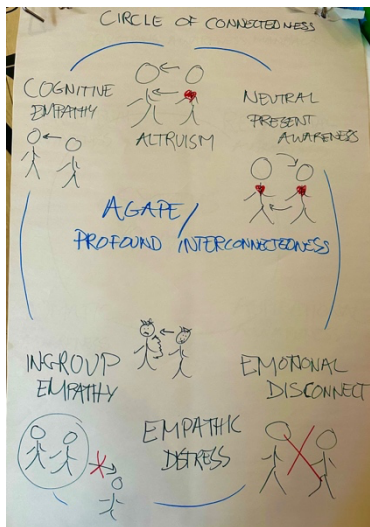 CIRCLE OF CONNECTEDNESS
COGNITIVE
EMPATHY
ALTRUISM
NEUTRAL
PRESENT
AWARENESS
AGAPE/
PROFOUND INTERCONNECTEDNESS
INGROUP
EMPATHY
EMOTIONAL
DISCONNECT
EMPATHIC
DISTRESS